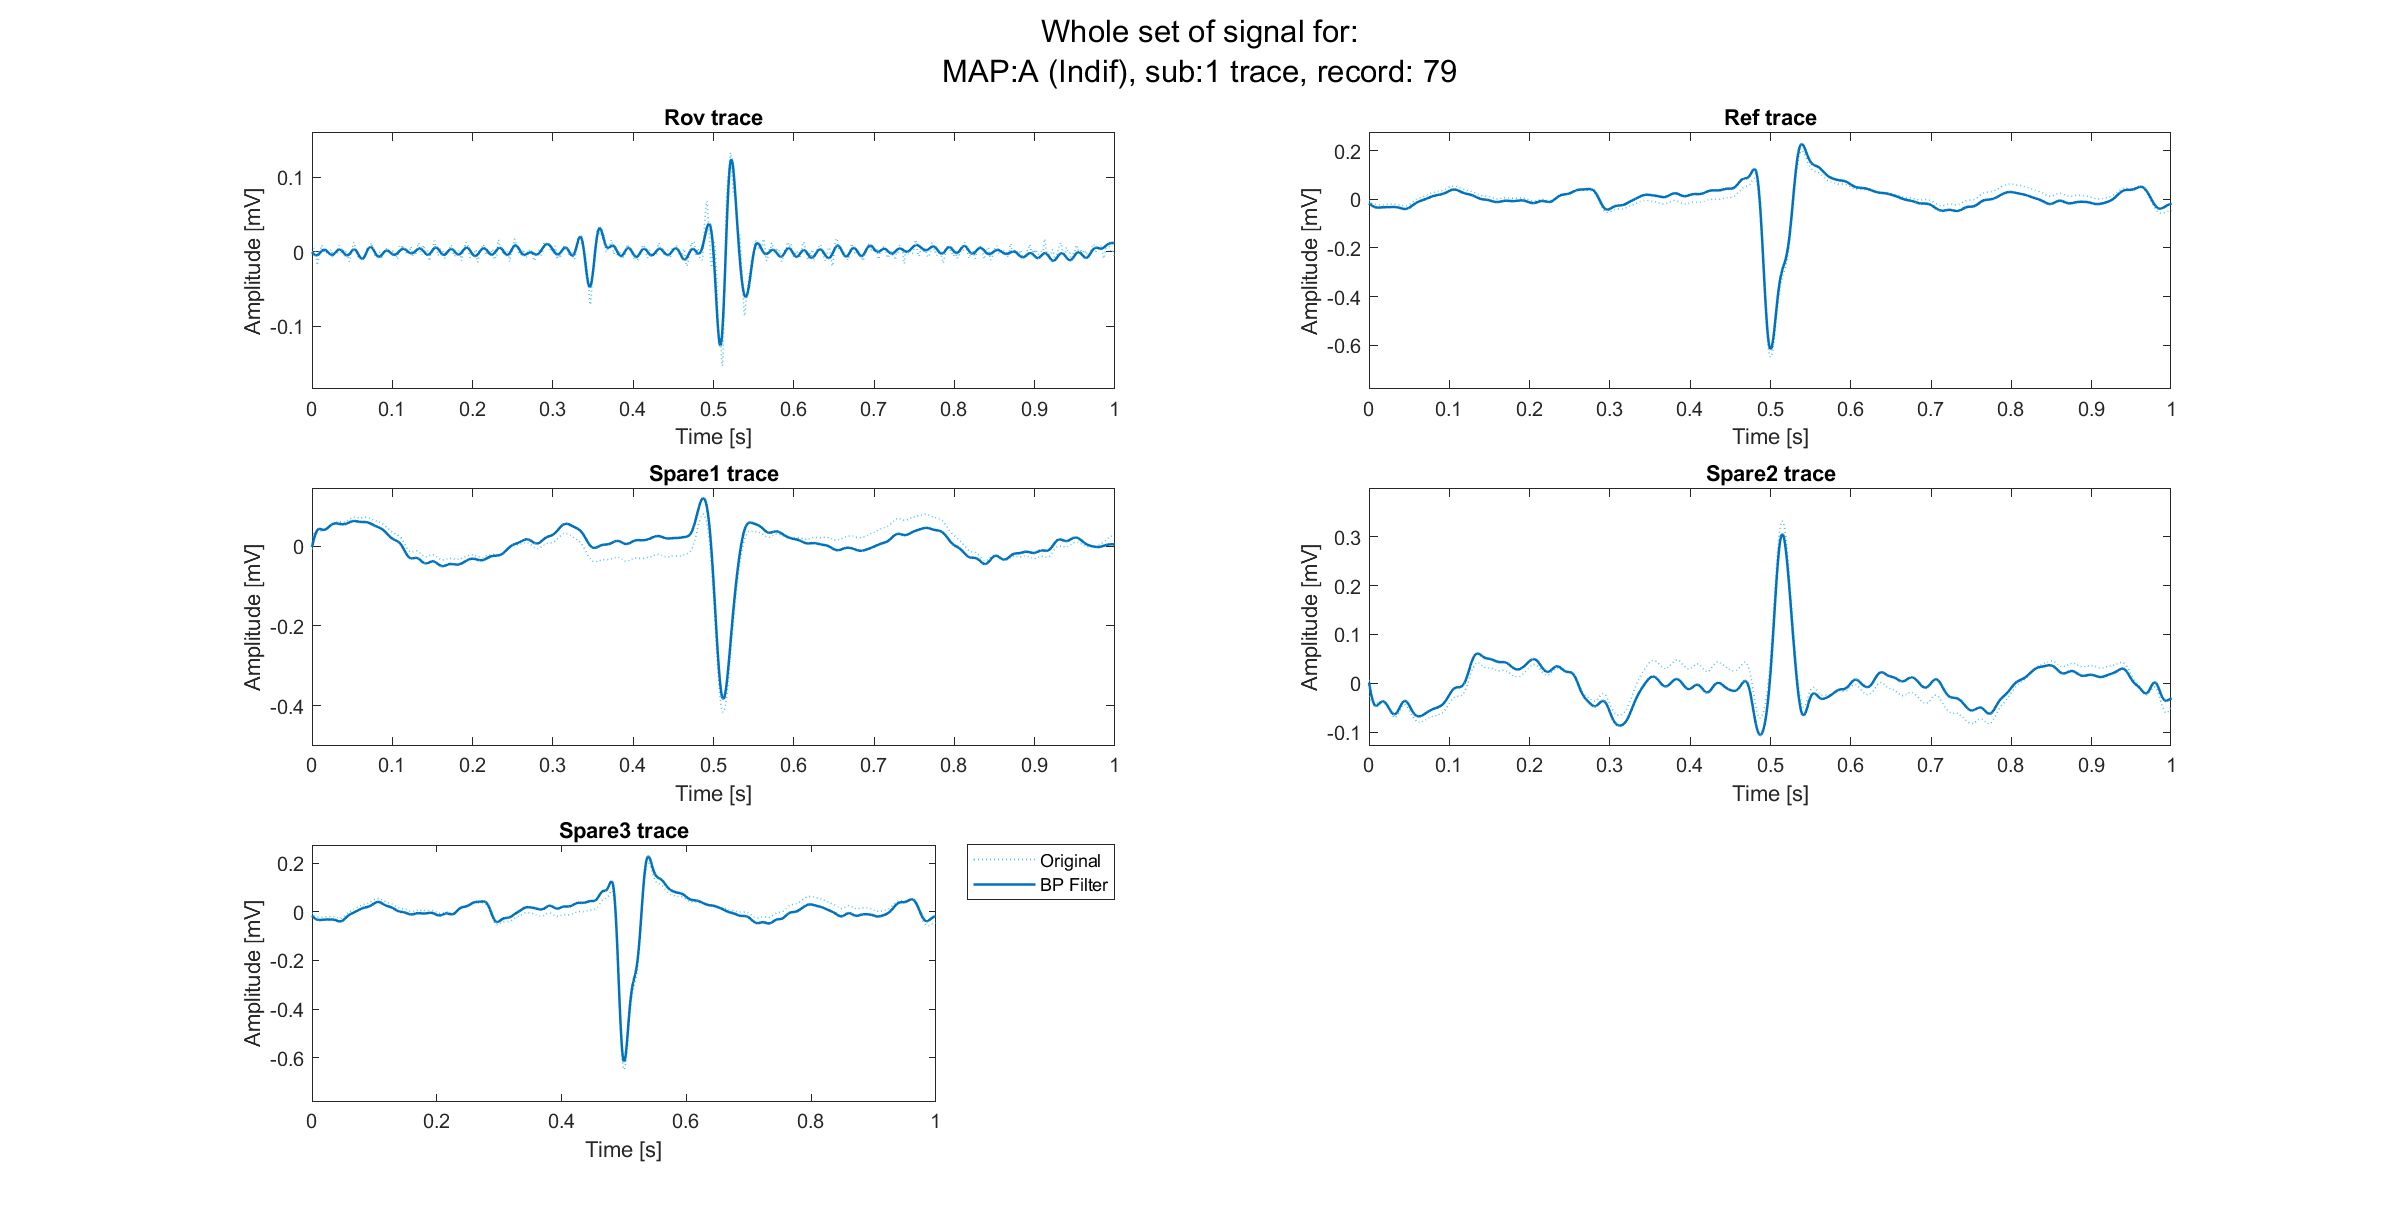 Whole set of signal for:
MAP:A (Indif), sub:1 trace, record: 79
Rov trace
Amplitude [mV]
0.1
0
-0.1
0 0.1 0.2 0.3 0.4 0.5 0.6 0.7 0.8 0.9 1
Time [s]
Ref trace
Amplitude [mV]
0.2
0
-0.2
-0.4
-0.6
0 0.1 0.2 0.3 0.4 0.5 0.6 0.7 0.8 0.9 1
Time [s]
Spare1 trace
Amplitude [mV]
0
-0.2
-0.4
0 0.1 0.2 0.3 0.4 0.5 0.6 0.7 0.8 0.9 1
Time [s]
Spare2 trace
Amplitude [mV]
0.3
0.2
0.1
0
-0.1
0 0.1 0.2 0.3 0.4 0.5 0.6 0.7 0.8 0.9 1
Time [s]
Spare3 trace
Amplitude [mV]
0.2
0
-0.2
-0.4
-0.6
0 0.2 0.4 0.6 0.8 1
Time [s]
Original
BP Filter